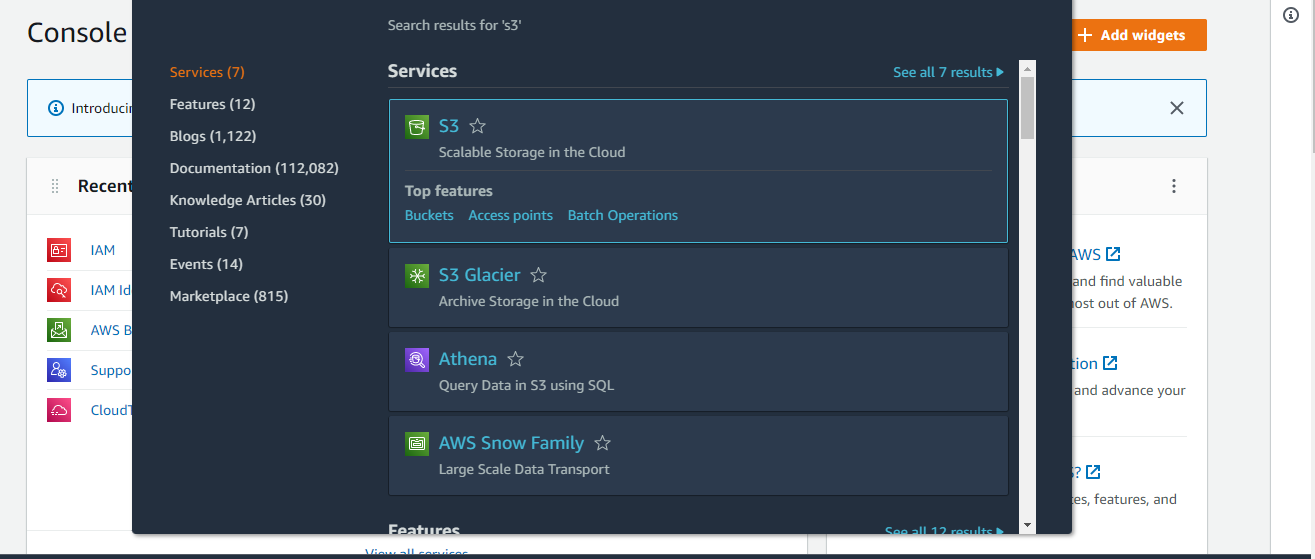 Console
Search results for 's3'
Add widgets
Services (7)
Features (12)
Blogs (1,122)
Documentation (112,082)
Knowledge Articles (30)
Tutorials (7)
Events (14)
Marketplace (815)
Services
See all 7 results
S3
Scalable Storage in the Cloud
Top features
Buckets Access points Batch Operations
S3 Glacier
Archive Storage in the Cloud
Athena
Query Data in S3 using SQL
AWS Snow Family
Large Scale Data Transport
Features
See all 12 results
Introducin
Recent
IAM
IAM Id
AWS B
Suppo
CloudT
View all services
AWS
and find valuable
most out of AWS.
tion
and advance your
S?
es, features, and